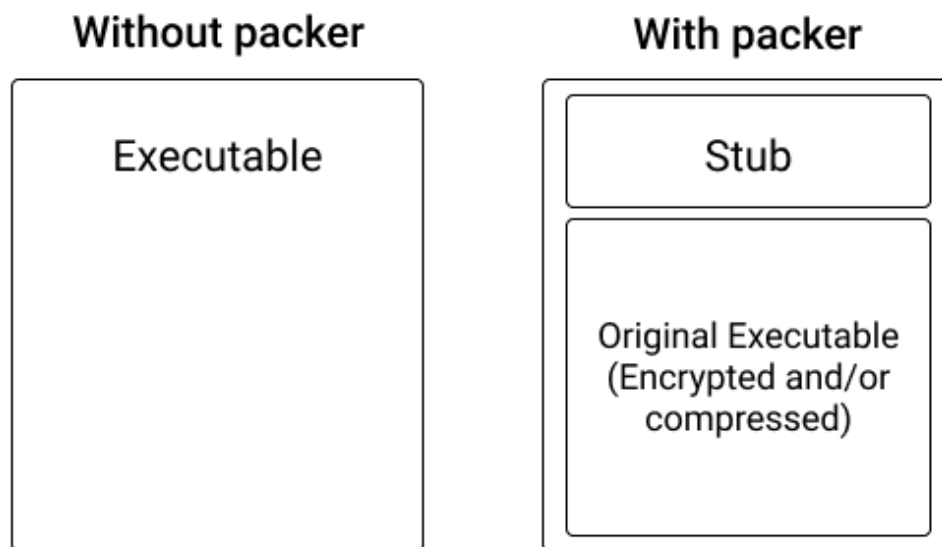 Without packer
With packer
Executable
Stub
Original Executable
(Encrypted and/or
compressed)